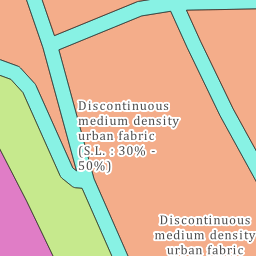 Discontinuous
medium density
urban fabric
(S.L. : 30% -
50%)
Discontinuous
medium density
urban fabric